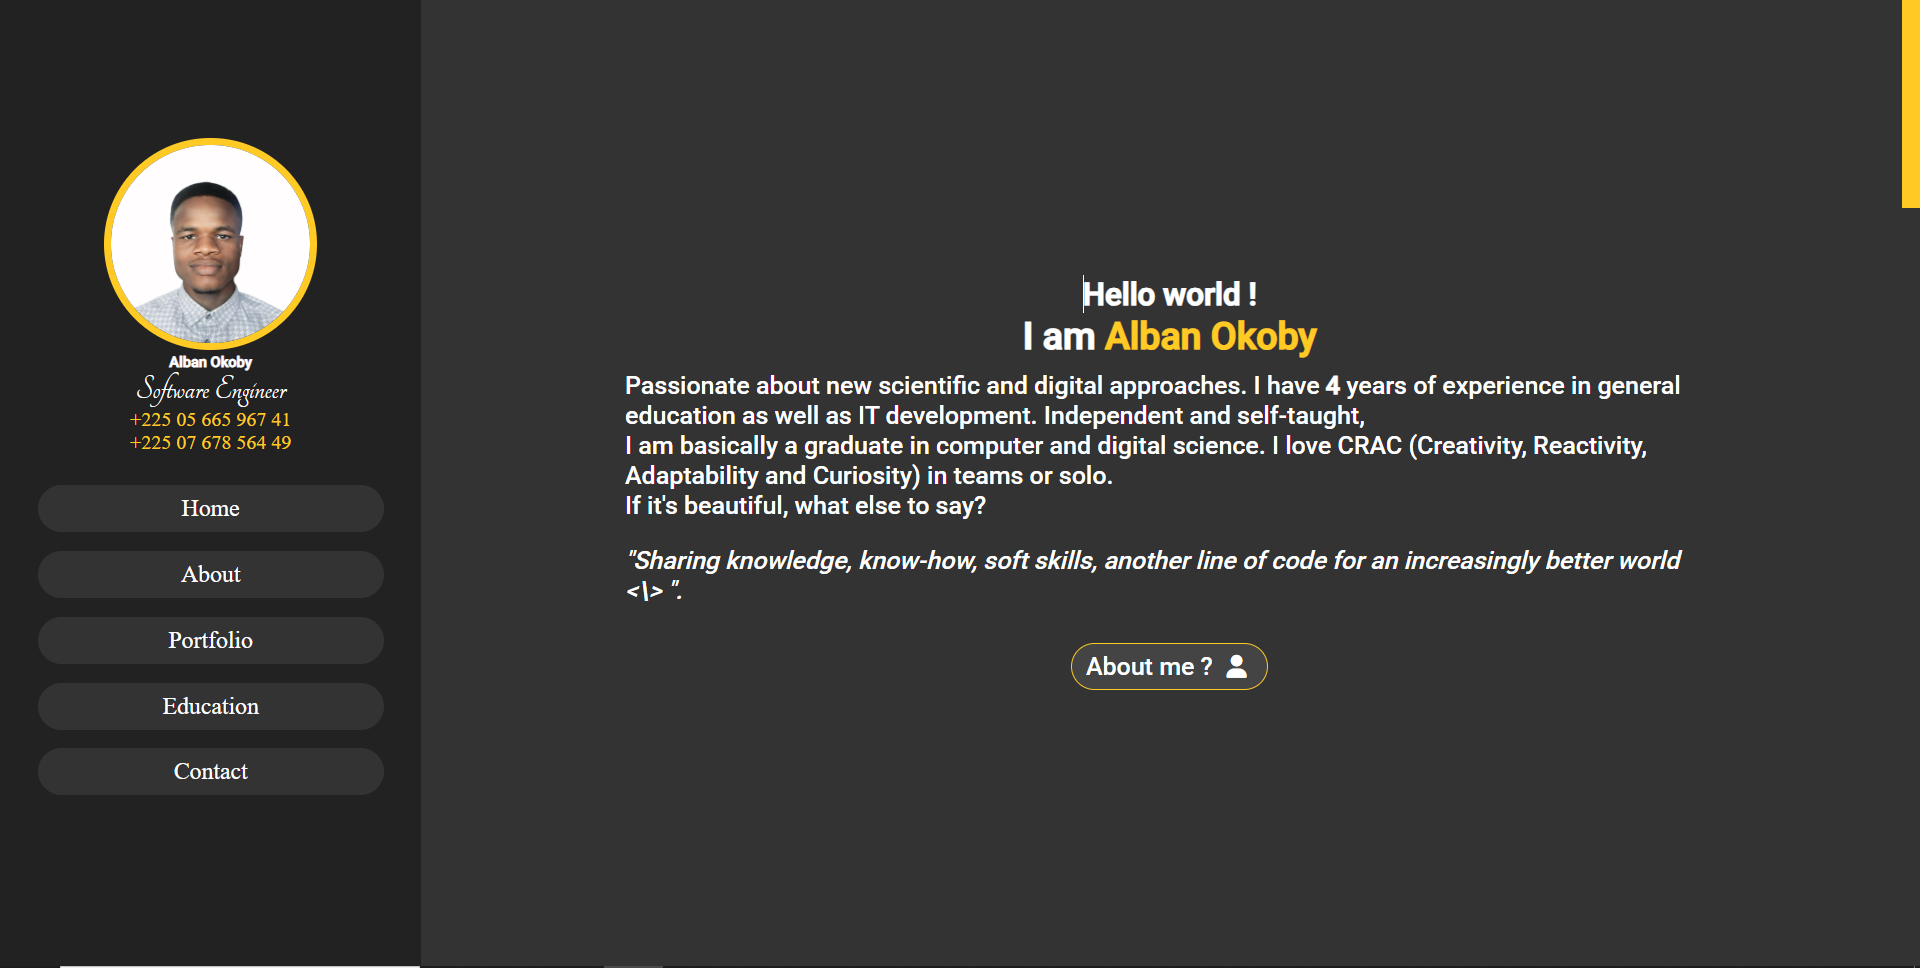 Alban Okoby
Software Engineer
+225 05 665 967 41
+225 07 678 564 49
Home
About
Portfolio
Education
Contact
Hello world !
I am Alban Okoby
Passionate about new scientific and digital approaches. I have 4 years of experience in general
education as well as IT development. Independent and self-taught,
I am basically a graduate in computer and digital science. I love CRAC (Creativity, Reactivity,
Adaptability and Curiosity) in teams or solo.
If it's beautiful, what else to say?
"Sharing knowledge, know-how, soft skills, another line of code for an increasingly better world
<\> ".
About me ?